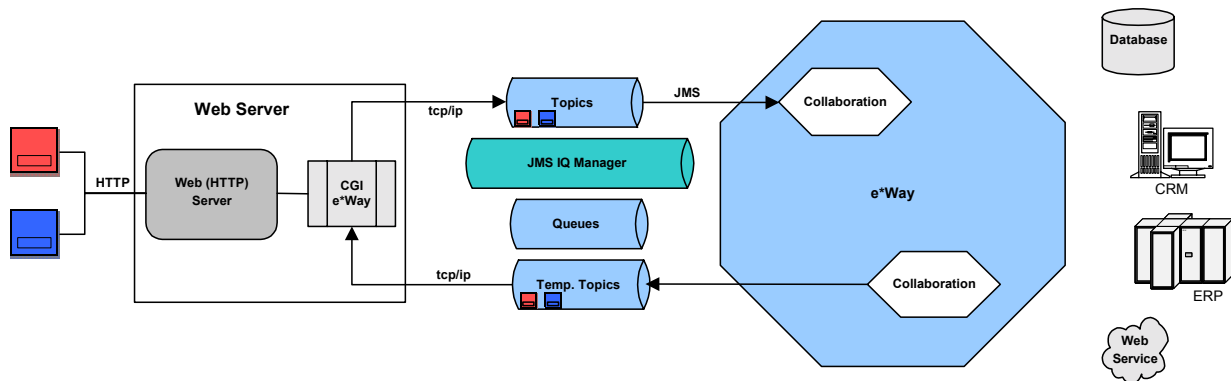 Web Server
HTTP
Web (HTTP)
Server
CGI
e*Way
tcp/ip
Topics
JMS
JMS IQ Manager
Queues
tcp/ip
Temp. Topics
Collaboration
e*Way
Collaboration
Database
CRM
ERP
Web
Service